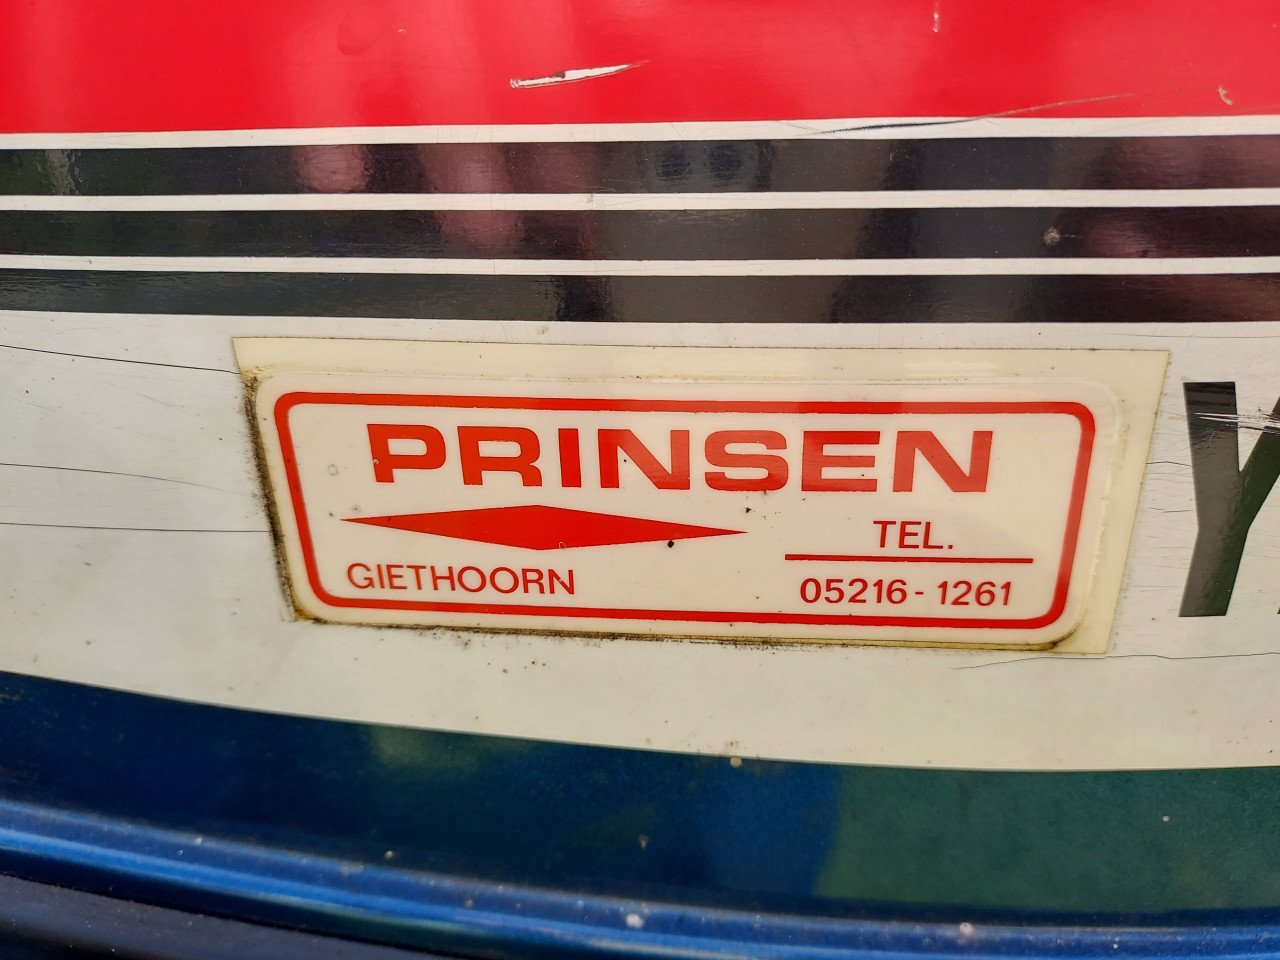 PRINSEN
TEL.
GIETHOORN
05216-1261
Y